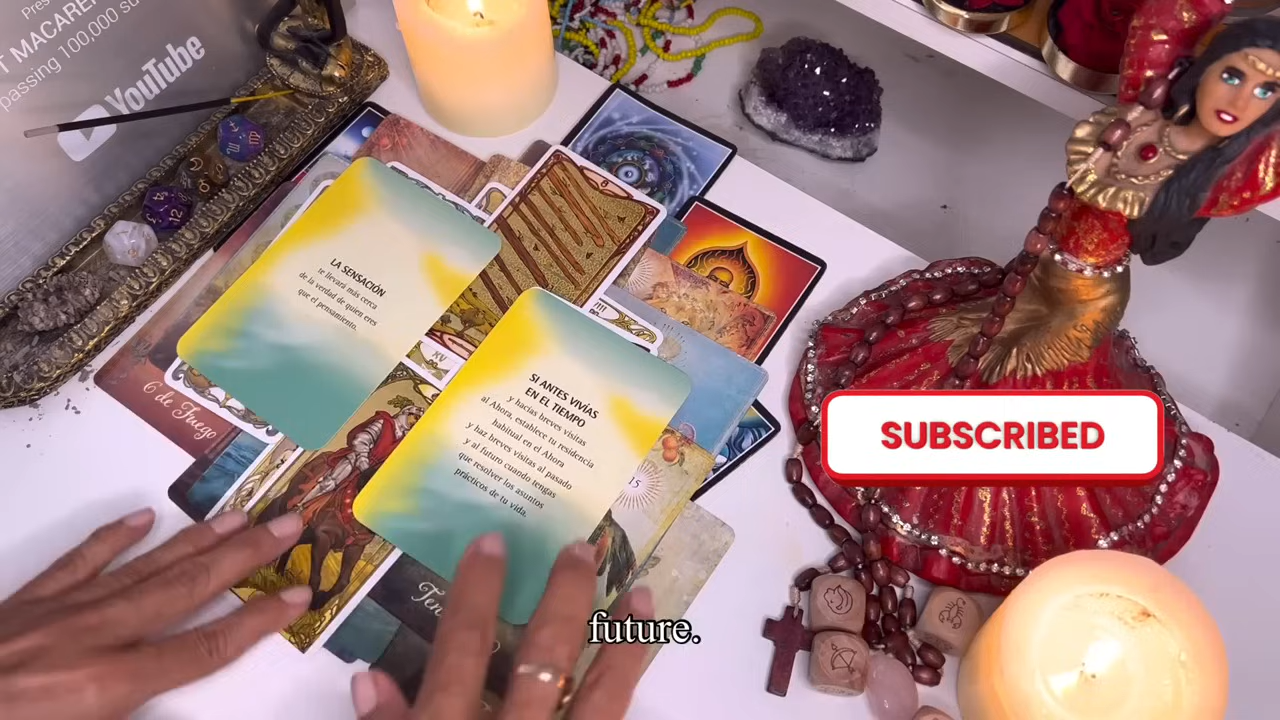 T MACARE
passing 100,000 su
YouTube
LA SENSACIÓN
te llevará más cerca
de la verdad de quien eres
que el pensamiento.
6 de Fuego
XV
SI ANTES VIVÍAS
EN EL TIEMPO
y hacías breves visitas
al Ahora, establece tu residencia
habitual en el Ahora
y haz breves visitas al pasado
y al futuro cuando tengas
que resolver los asuntos
prácticos de tu vida.
15
12
SUBSCRIBED
future.